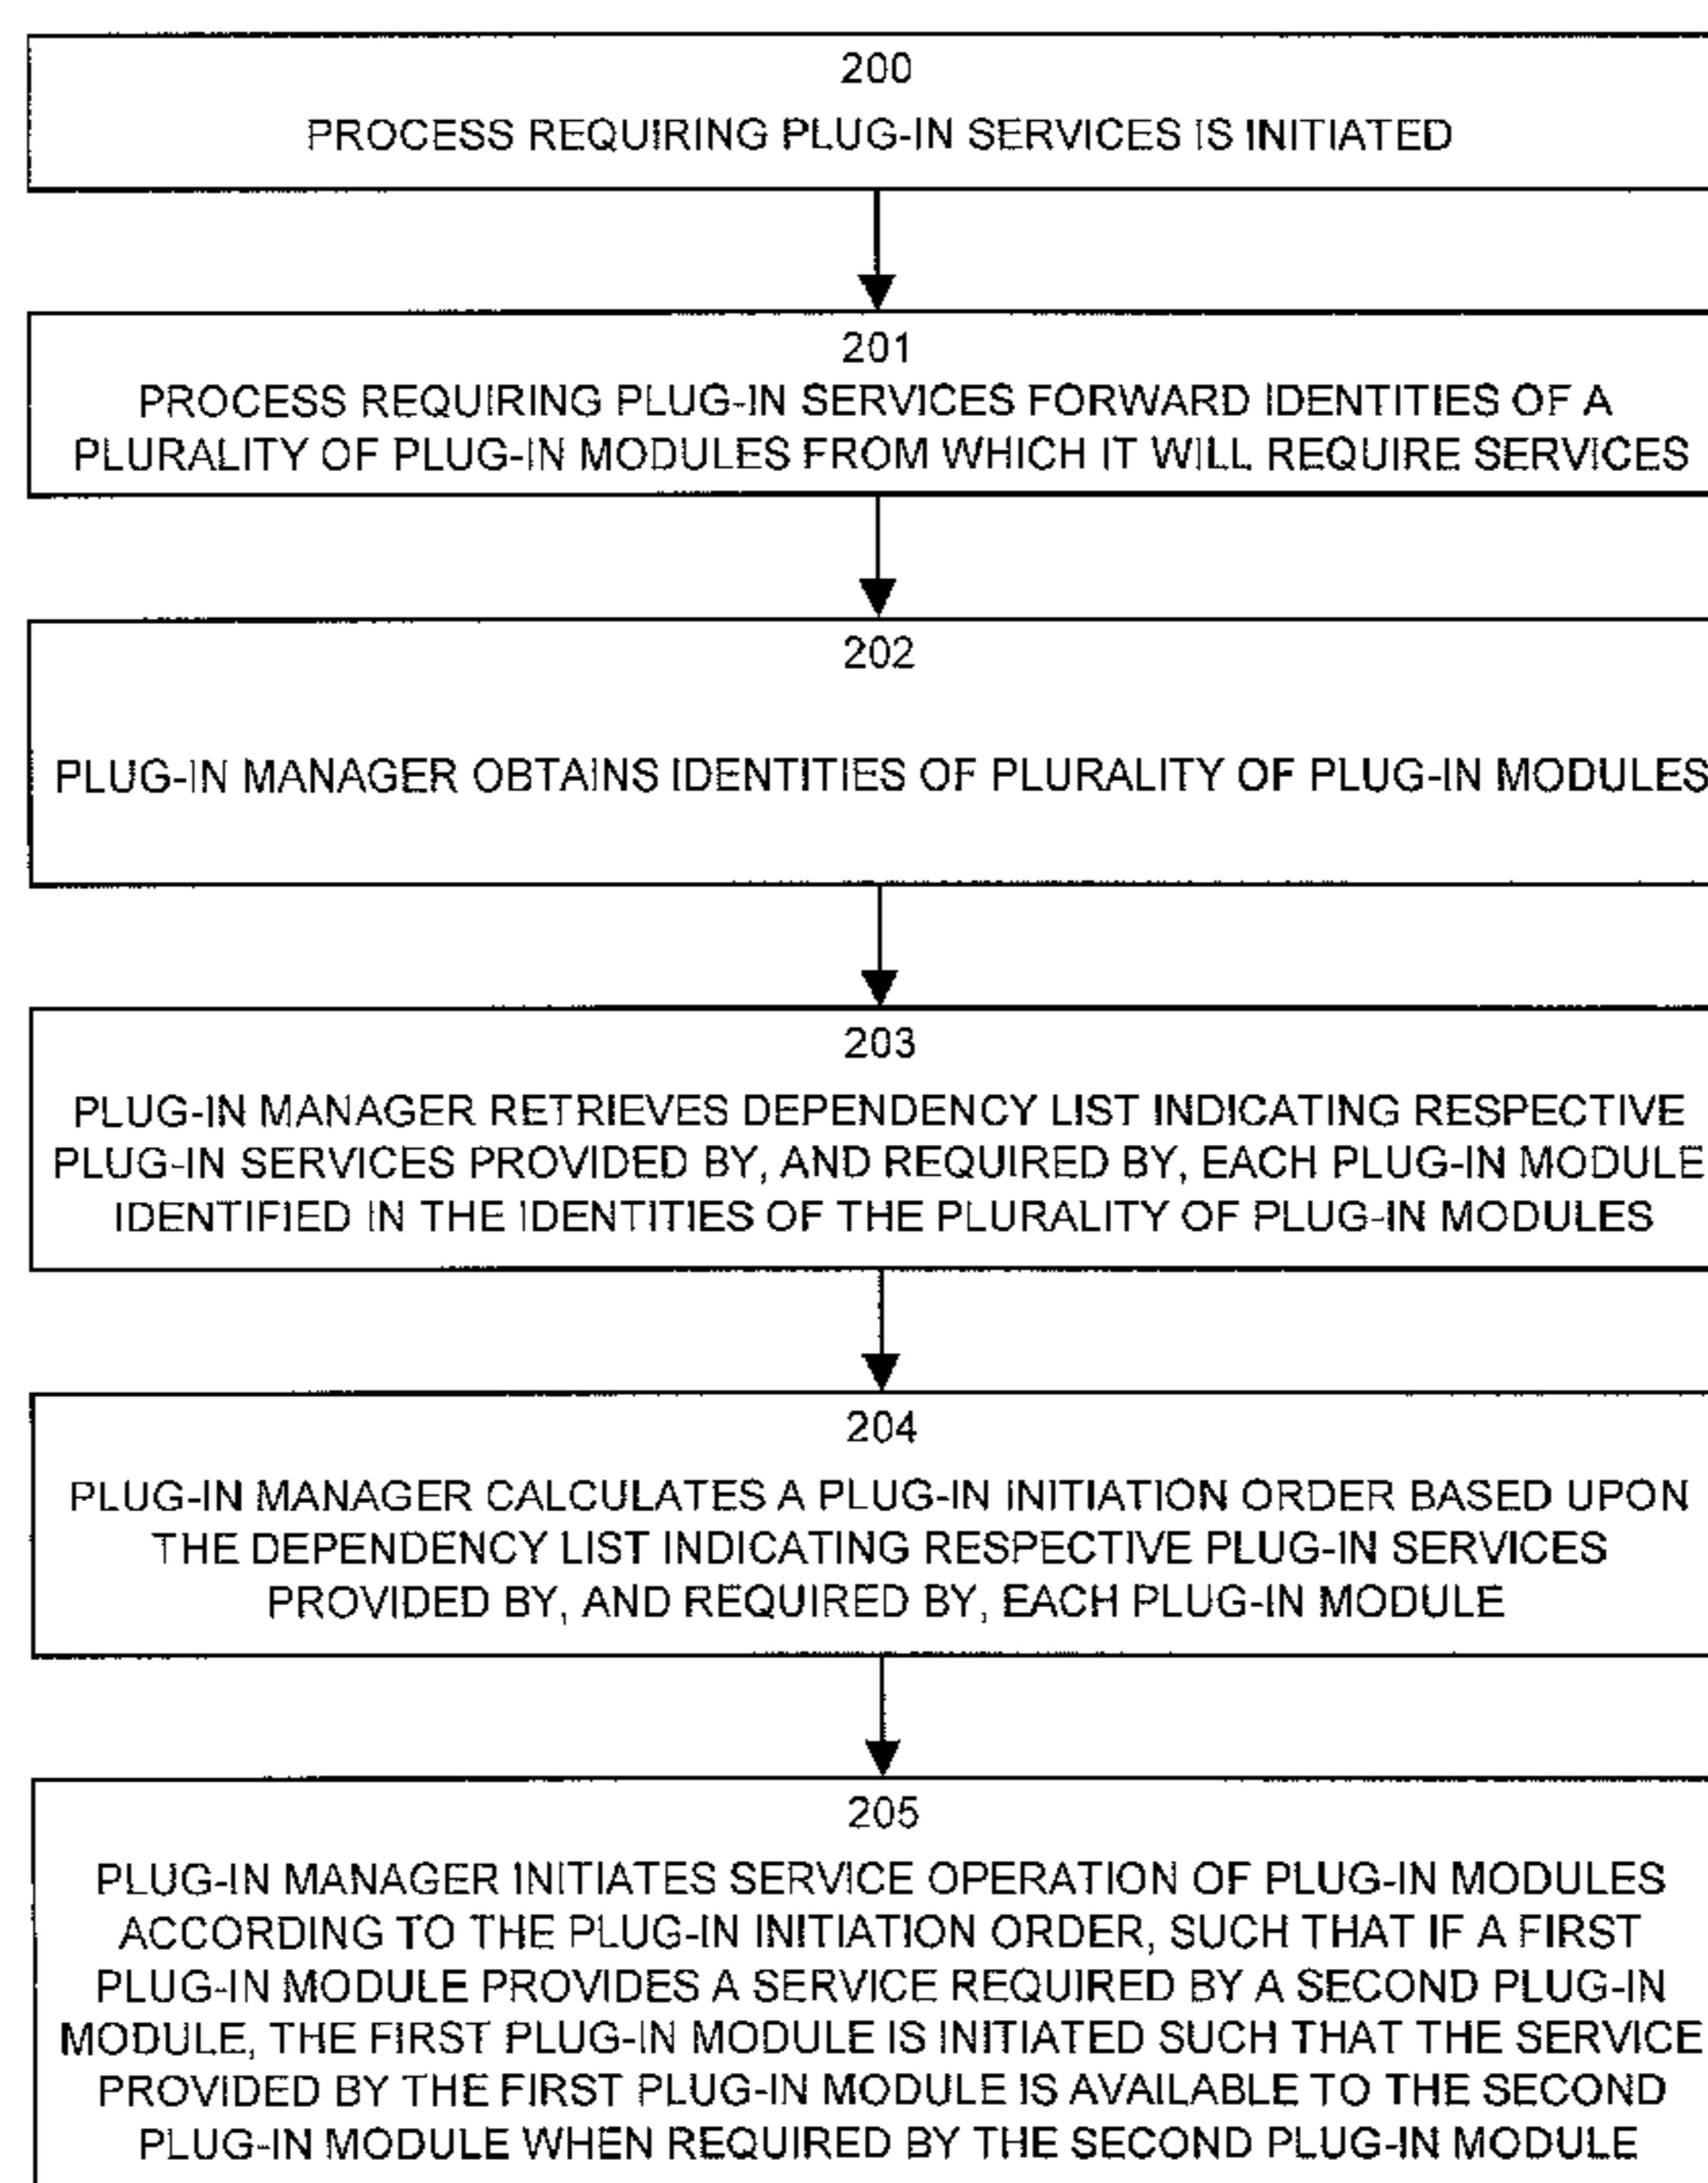 200
PROCESS REQUIRING PLUG-IN SERVICES IS INITIATED
201
PROCESS REQUIRING PLUG-IN SERVICES FORWARD IDENTITIES OF A
PLURALITY OF PLUG-IN MODULES FROM WHICH IT WILL REQUIRE SERVICES
202
PLUG-IN MANAGER OBTAINS IDENTITIES OF PLURALITY OF PLUG-IN MODULES
203
PLUG-IN MANAGER RETRIEVES DEPENDENCY LIST INDICATING RESPECTIVE
PLUG-IN SERVICES PROVIDED BY, AND REQUIRED BY, EACH PLUG-IN MODULE
IDENTIFIED IN THE IDENTITIES OF THE PLURALITY OF PLUG-IN MODULES
204
PLUG-IN MANAGER CALCULATES A PLUG-IN INITIATION ORDER BASED UPON
THE DEPENDENCY LIST INDICATING RESPECTIVE PLUG-IN SERVICES
PROVIDED BY, AND REQUIRED BY, EACH PLUG-IN MODULE
205
PLUG-IN MANAGER INITIATES SERVICE OPERATION OF PLUG-IN MODULES
ACCORDING TO THE PLUG-IN INITIATION ORDER, SUCH THAT IF A FIRST
PLUG-IN MODULE PROVIDES A SERVICE REQUIRED BY A SECOND PLUG-IN
MODULE, THE FIRST PLUG-IN MODULE IS INITIATED SUCH THAT THE SERVICE
PROVIDED BY THE FIRST PLUG-IN MODULE IS AVAILABLE TO THE SECOND
PLUG-IN MODULE WHEN REQUIRED BY THE SECOND PLUG-IN MODULE